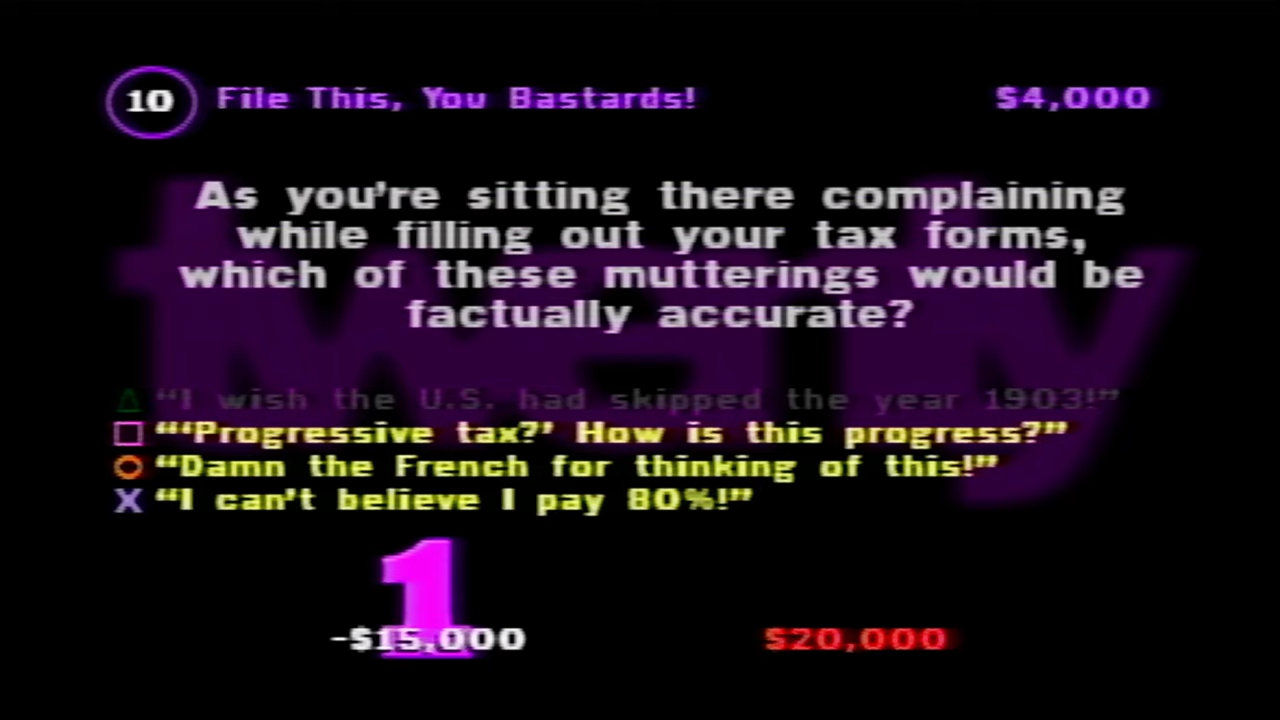 10 File This, You Bastards! $4,000
As you're sitting there complaining
while filling out your tax forms,
which of these mutterings would be
factually accurate?
Δ “I wish the U.S. had skipped the year 1903!”
□ “‘Progressive tax?’ How is this progress?”
O “Damn the French for thinking of this!”
X “I can't believe I pay 80%!”
1
-$15,000 $20,000